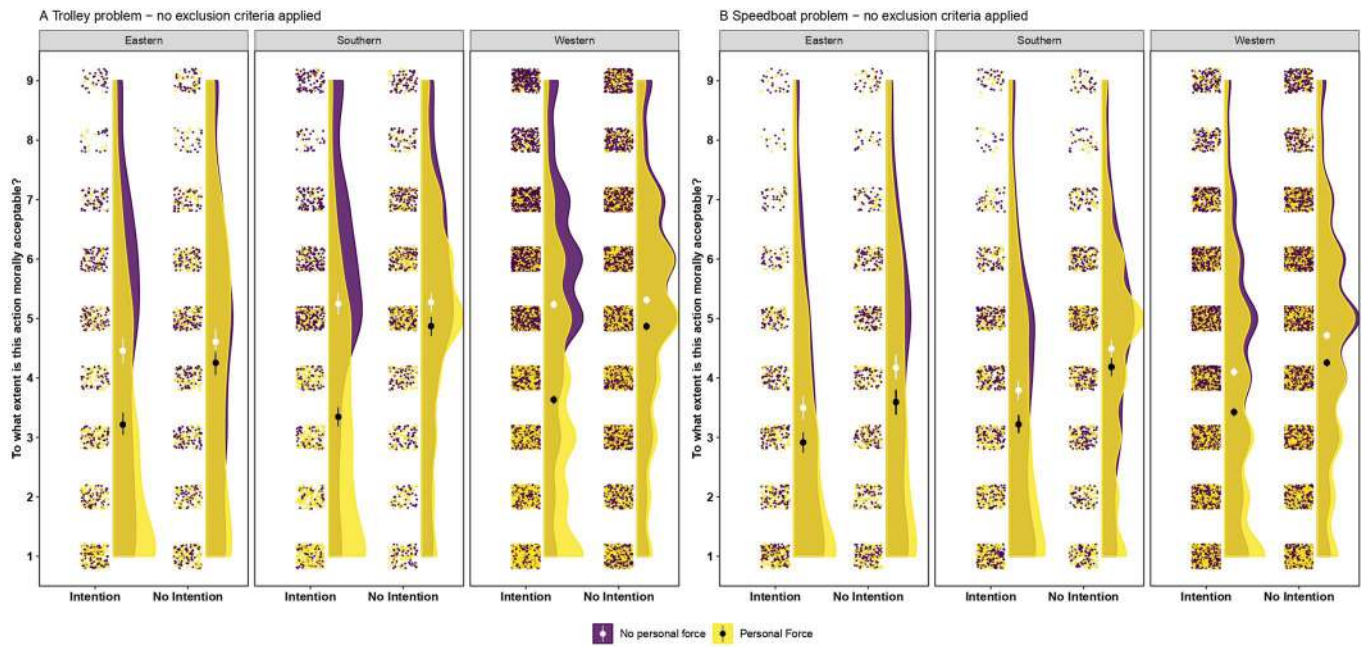 A Trolley problem – no exclusion criteria applied
Eastern
Southern
Western
To what extent is this action morally acceptable?
9
8
7
6
5
4
3
2
1
Intention No Intention
Intention No Intention
Intention No Intention
B Speedboat problem – no exclusion criteria applied
Eastern
Southern
Western
To what extent is this action morally acceptable?
9
8
7
6
5
4
3
2
1
Intention No Intention
Intention No Intention
Intention No Intention
No personal force Personal Force